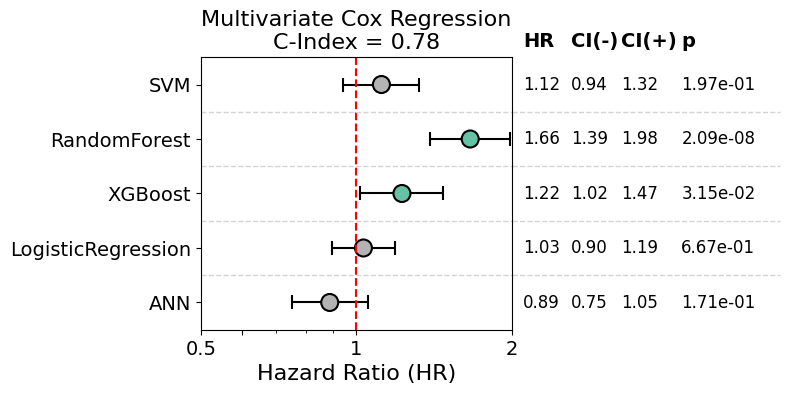 Multivariate Cox Regression
C-Index = 0.78
HR CI(-) CI(+) p
SVM 1.12 0.94 1.32 1.97e-01
RandomForest 1.66 1.39 1.98 2.09e-08
XGBoost 1.22 1.02 1.47 3.15e-02
LogisticRegression 1.03 0.90 1.19 6.67e-01
ANN 0.89 0.75 1.05 1.71e-01
0.5 1 2
Hazard Ratio (HR)